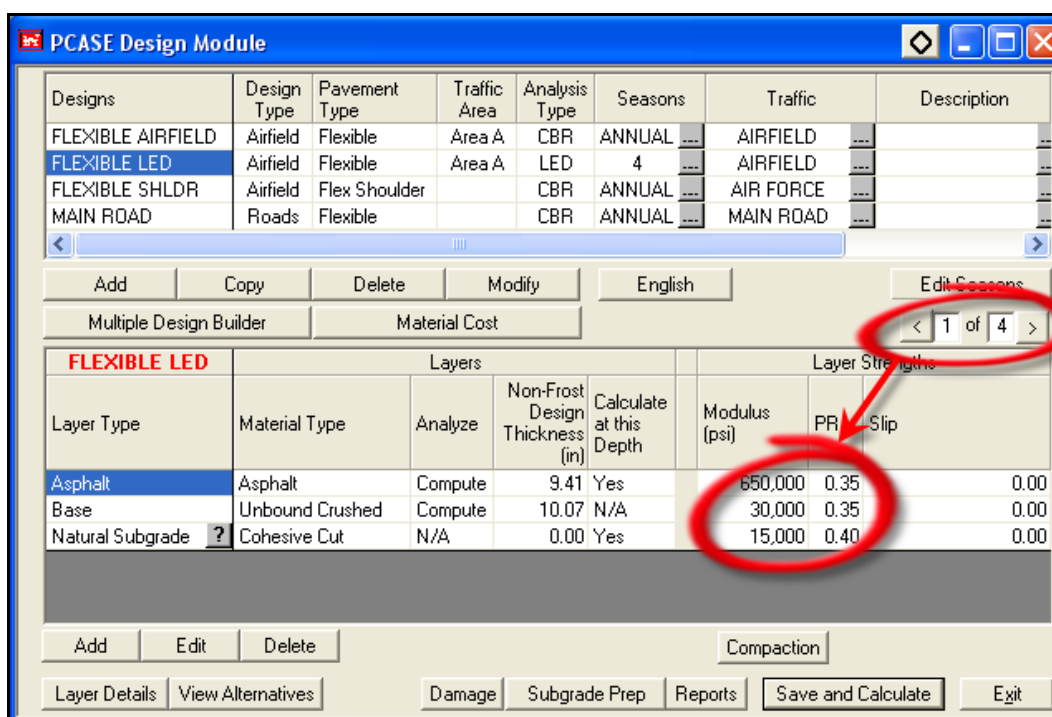 PCASE Design Module
Designs Design Type Pavement Type Traffic Area Analysis Type Seasons Traffic Description
FLEXIBLE AIRFIELD Airfield Flexible Area A CBR ANNUAL ... AIRFIELD ...
FLEXIBLE LED Airfield Flexible Area A LED 4 ... AIRFIELD ...
FLEXIBLE SHLDR Airfield Flex Shoulder CBR ANNUAL ... AIR FORCE ...
MAIN ROAD Roads Flexible CBR ANNUAL ... MAIN ROAD ...
Add Copy Delete Modify English Edit Seasons
Multiple Design Builder Material Cost < 1 of 4 >
FLEXIBLE LED Layers Layer Strengths
Layer Type Material Type Analyze Non-Frost Design Thickness (in) Calculate at this Depth Modulus (psi) PR Slip
Asphalt Asphalt Compute 9.41 Yes 650,000 0.35 0.00
Base Unbound Crushed Compute 10.07 N/A 30,000 0.35 0.00
Natural Subgrade ? Cohesive Cut N/A 0.00 Yes 15,000 0.40 0.00
Add Edit Delete Compaction
Layer Details View Alternatives Damage Subgrade Prep Reports Save and Calculate Exit